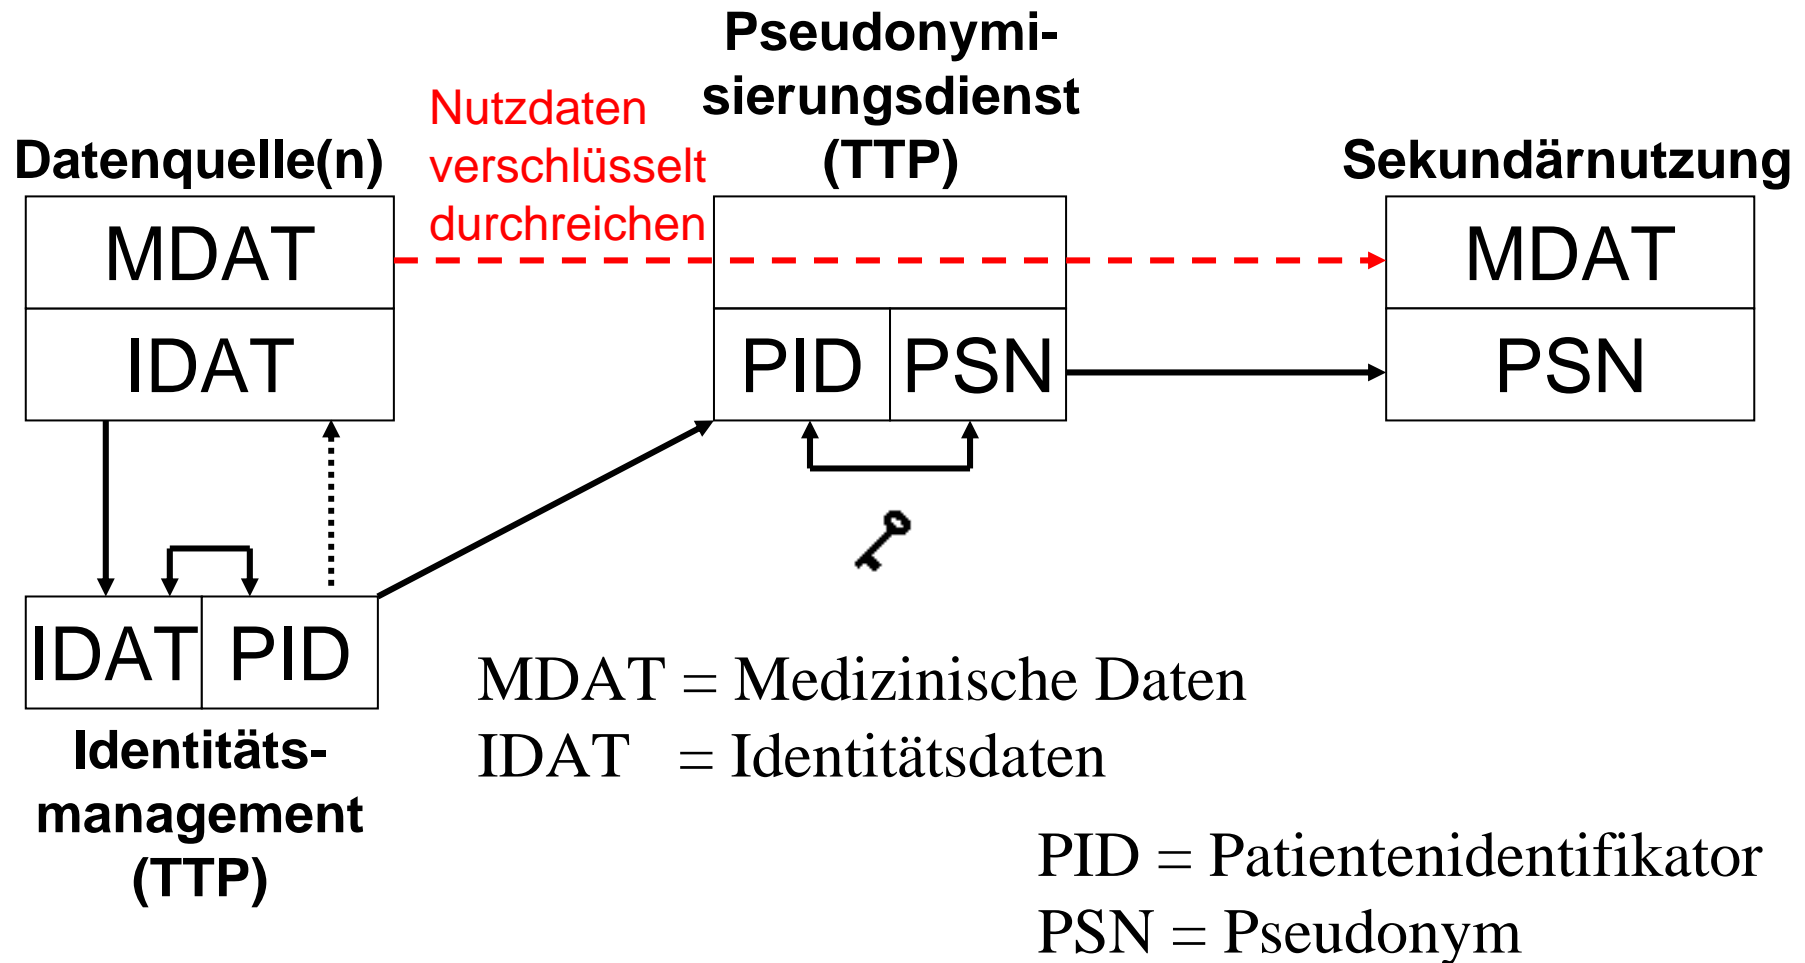 Pseudonymi-
sierungsdienst
(TTP)
Nutzdaten
verschlüsselt
durchreichen
Datenquelle(n)
Sekundärnutzung
MDAT
IDAT
PID
PSN
MDAT
PSN
IDAT
PID
Identitäts-
management
(TTP)
MDAT = Medizinische Daten
IDAT = Identitätsdaten
PID = Patientenidentifikator
PSN = Pseudonym